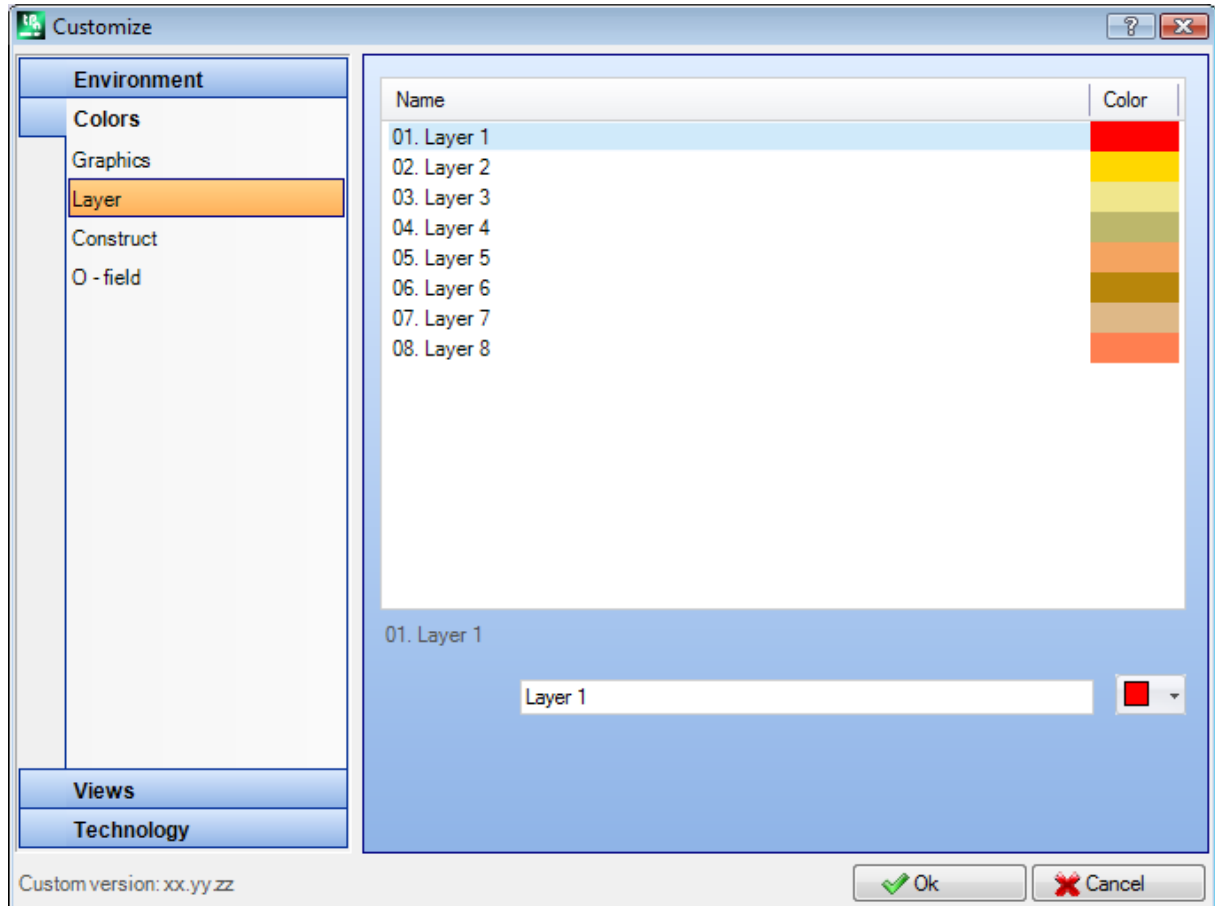 Customize
Environment
Colors
Graphics
Layer
Construct
O - field
Views
Technology
Name Color
01. Layer 1
02. Layer 2
03. Layer 3
04. Layer 4
05. Layer 5
06. Layer 6
07. Layer 7
08. Layer 8
01. Layer 1
Layer 1
Custom version: xx.yy.zz
Ok Cancel